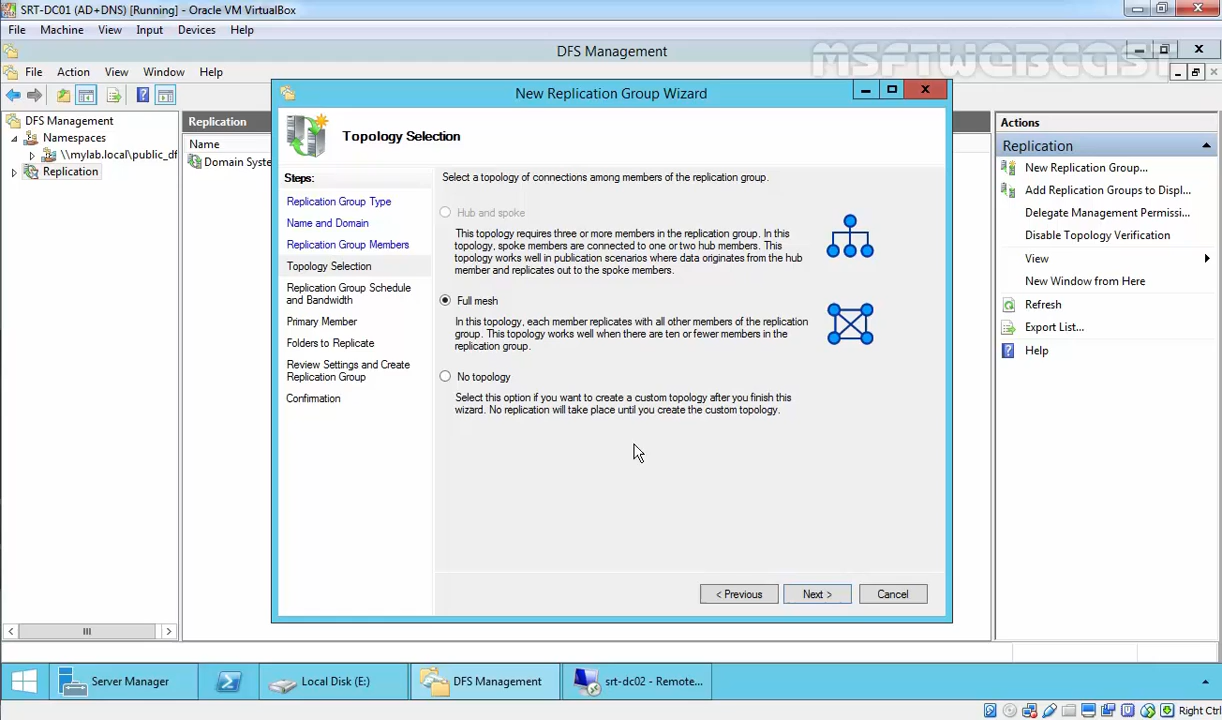 SRT-DC01 (AD+DNS) [Running] - Oracle VM VirtualBox
File Machine View Input Devices Help
MSFTWEBCAST
DFS Management
File Action View Window Help
DFS Management
Namespaces
\\mylab.local\public_df
Replication
Replication
Name
Domain Syste
New Replication Group Wizard
Topology Selection
Steps:
Replication Group Type
Name and Domain
Replication Group Members
Topology Selection
Replication Group Schedule
and Bandwidth
Primary Member
Folders to Replicate
Review Settings and Create
Replication Group
Confirmation
Select a topology of connections among members of the replication group.
Hub and spoke
This topology requires three or more members in the replication group. In this
topology, spoke members are connected to one or two hub members. This
topology works well in publication scenarios where data originates from the hub
member and replicates out to the spoke members.
Full mesh
In this topology, each member replicates with all other members of the replication
group. This topology works well when there are ten or fewer members in the
replication group.
No topology
Select this option if you want to create a custom topology after you finish this
wizard. No replication will take place until you create the custom topology.
< Previous Next > Cancel
Actions
Replication
New Replication Group...
Add Replication Groups to Displ...
Delegate Management Permissi...
Disable Topology Verification
View
New Window from Here
Refresh
Export List...
Help
Server Manager Local Disk (E:) DFS Management srt-dc02 - Remote...
Right Ctrl